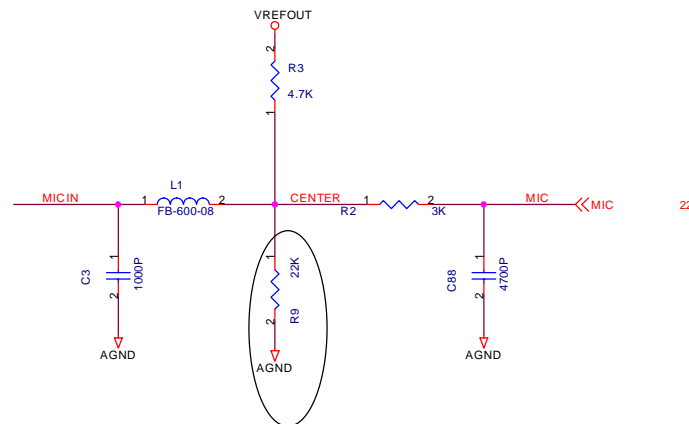 VREFOUT
2
R3
4.7K
1
L1
MICIN
1
2
CENTER
1
2
MIC
FB-600-08
R2
3K
MIC
22
1
C3
1000P
2
AGND
1
22K
2
R9
AGND
1
C88
4700P
2
AGND